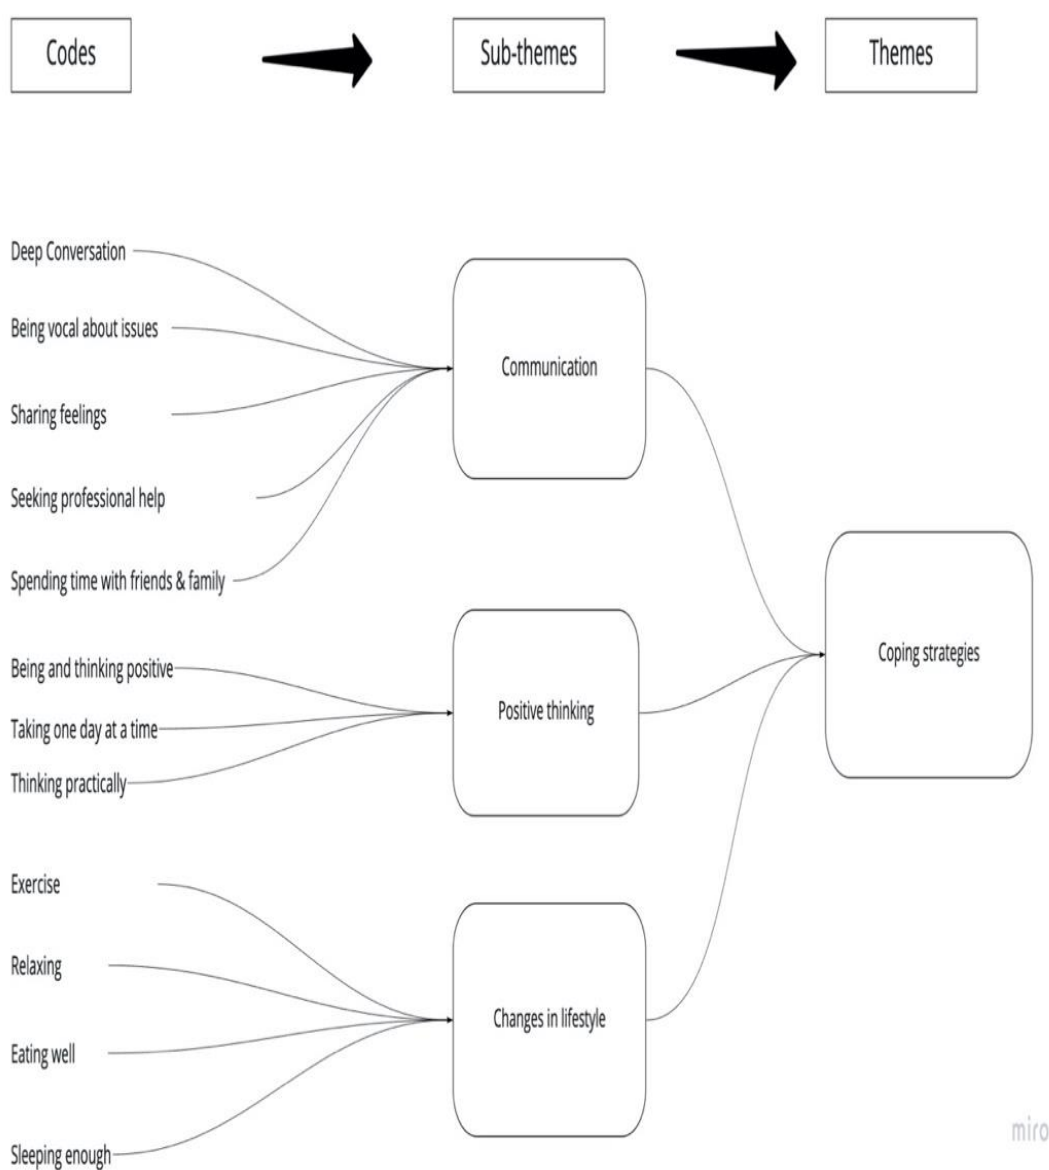 Codes
Sub-themes
Themes
Deep Conversation
Being vocal about issues
Sharing feelings
Seeking professional help
Spending time with friends & family
Communication
Being and thinking positive
Taking one day at a time
Thinking practically
Positive thinking
Exercise
Relaxing
Eating well
Sleeping enough
Changes in lifestyle
Coping strategies
miro